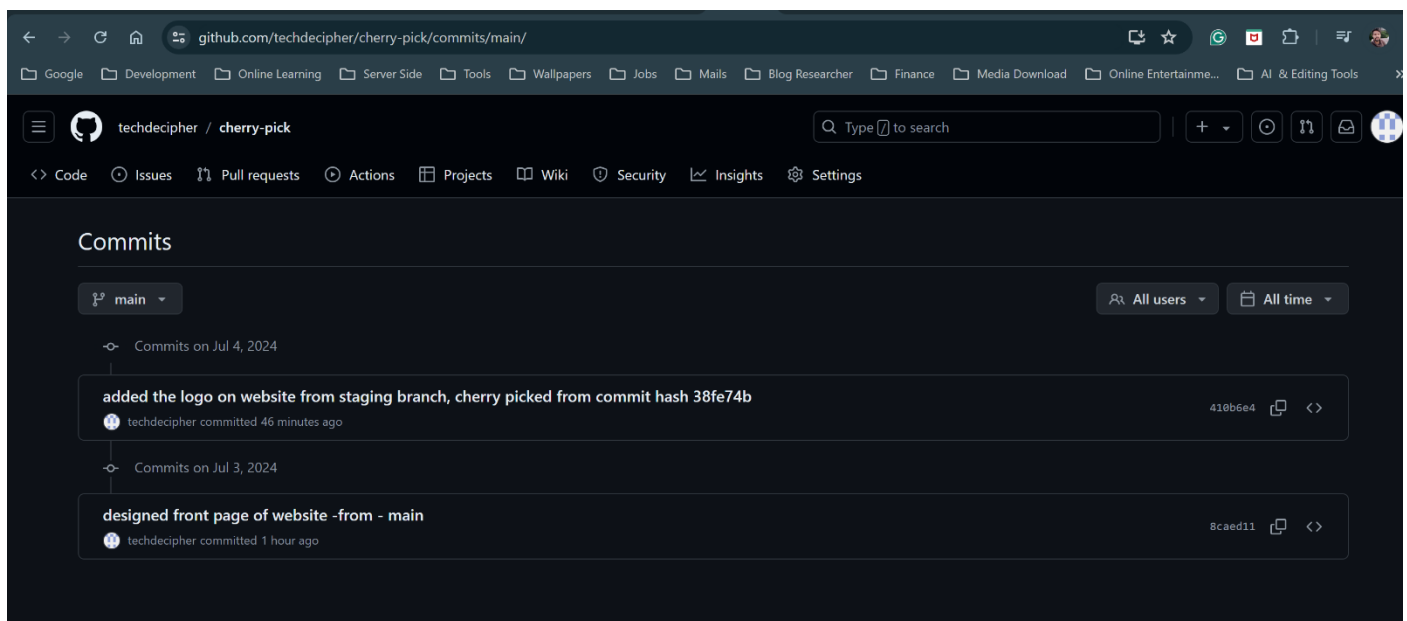 github.com/techdecipher/cherry-pick/commits/main/
Google Development Online Learning Server Side Tools Wallpapers Jobs Mails Blog Researcher Finance Media Download Online Entertainme... AI & Editing Tools »
techdecipher / cherry-pick
Type / to search
<> Code Issues Pull requests Actions Projects Wiki Security Insights Settings
Commits
main All users All time
Commits on Jul 4, 2024
added the logo on website from staging branch, cherry picked from commit hash 38fe74b
techdecipher committed 46 minutes ago
410b6e4
Commits on Jul 3, 2024
designed front page of website -from - main
techdecipher committed 1 hour ago
8caed11